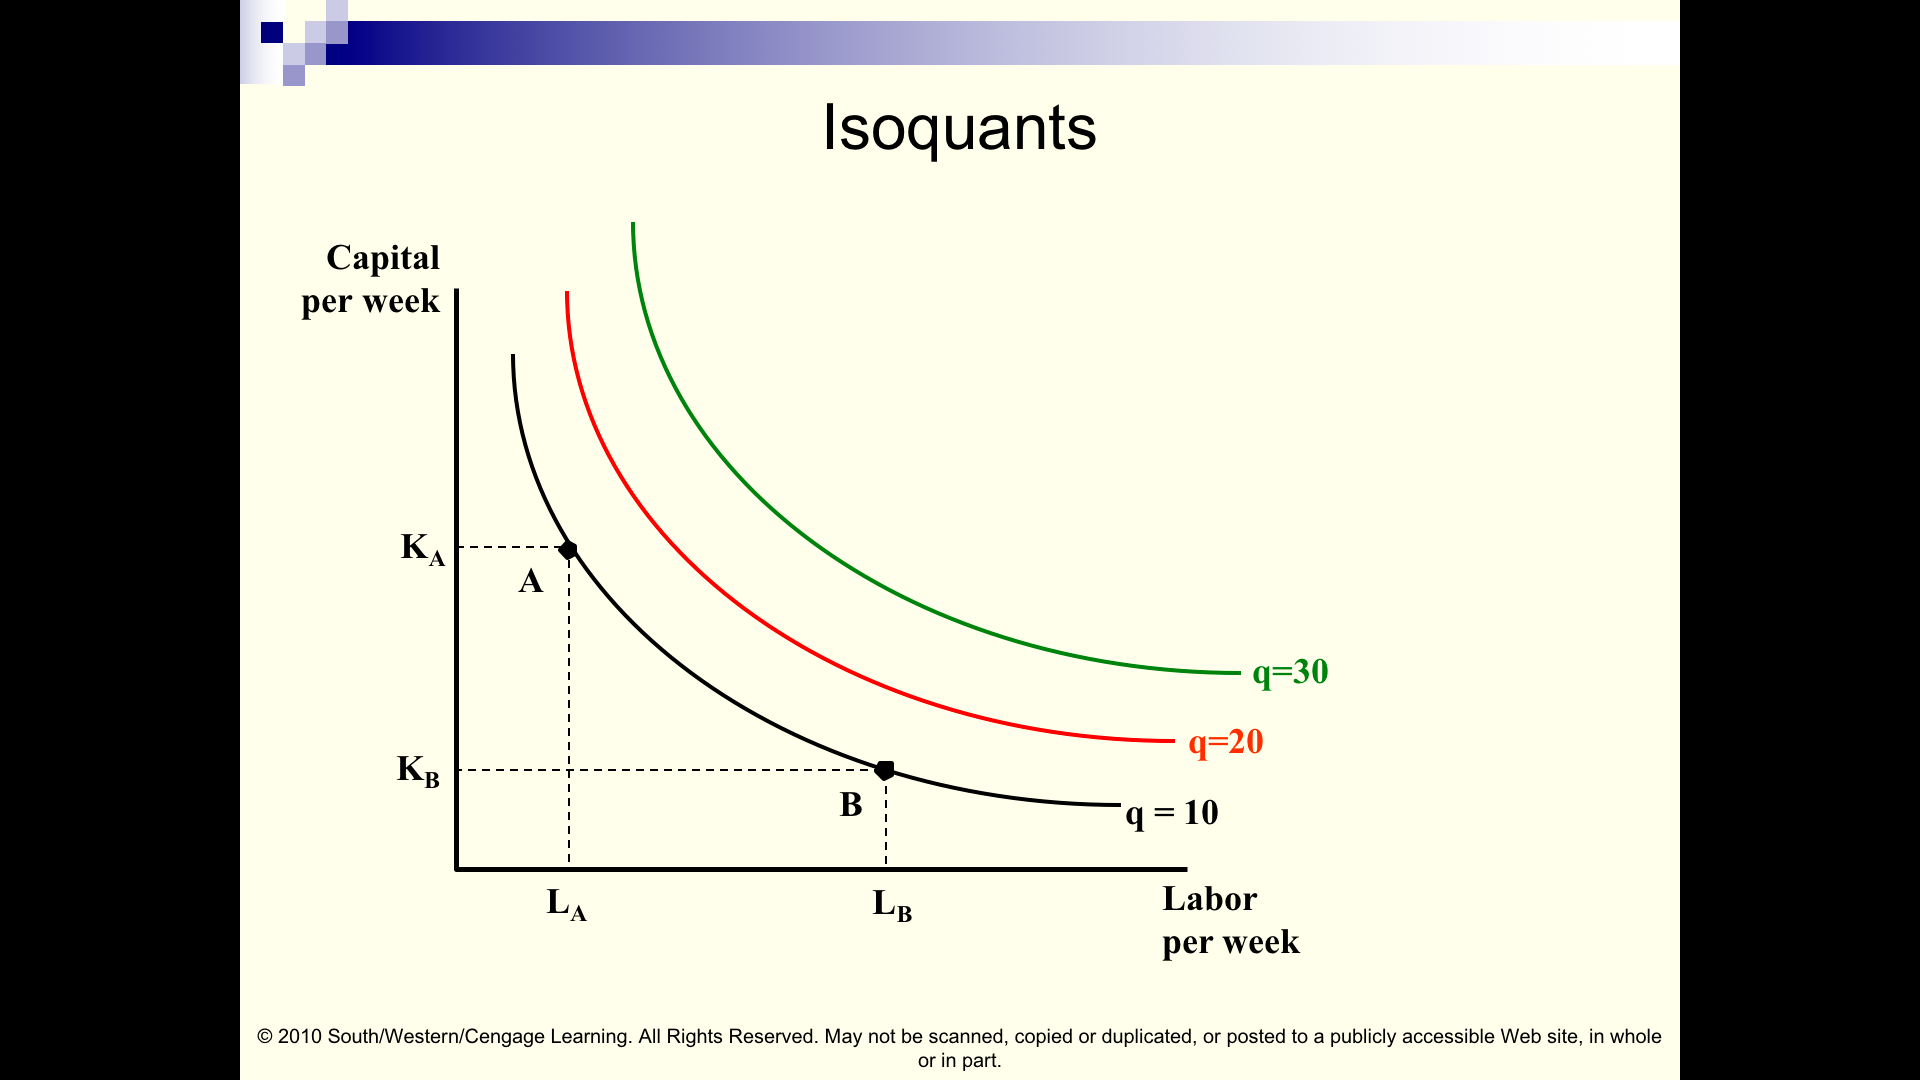 Isoquants
Capital
per week
K_A
A
K_B
B
q=30
q=20
q = 10
L_A
L_B
Labor
per week
© 2010 South/Western/Cengage Learning. All Rights Reserved. May not be scanned, copied or duplicated, or posted to a publicly accessible Web site, in whole
or in part.